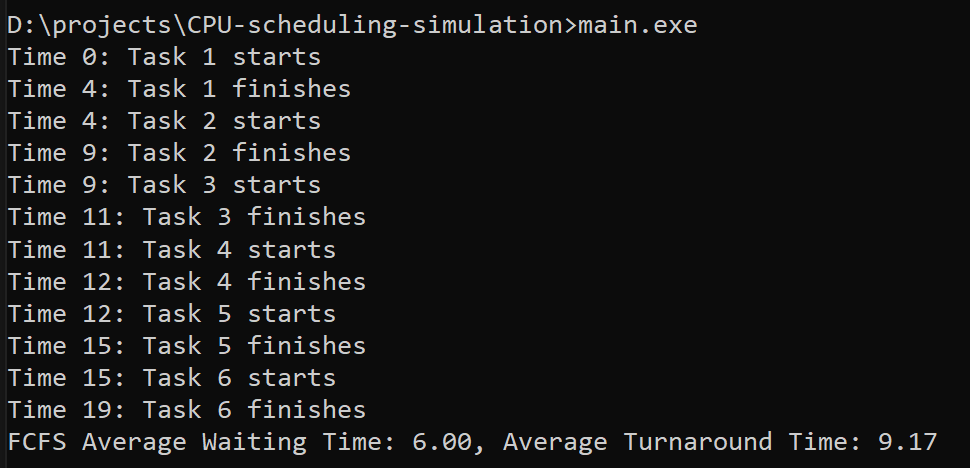 D:\projects\CPU-scheduling-simulation>main.exe
Time 0: Task 1 starts
Time 4: Task 1 finishes
Time 4: Task 2 starts
Time 9: Task 2 finishes
Time 9: Task 3 starts
Time 11: Task 3 finishes
Time 11: Task 4 starts
Time 12: Task 4 finishes
Time 12: Task 5 starts
Time 15: Task 5 finishes
Time 15: Task 6 starts
Time 19: Task 6 finishes
FCFS Average Waiting Time: 6.00, Average Turnaround Time: 9.17